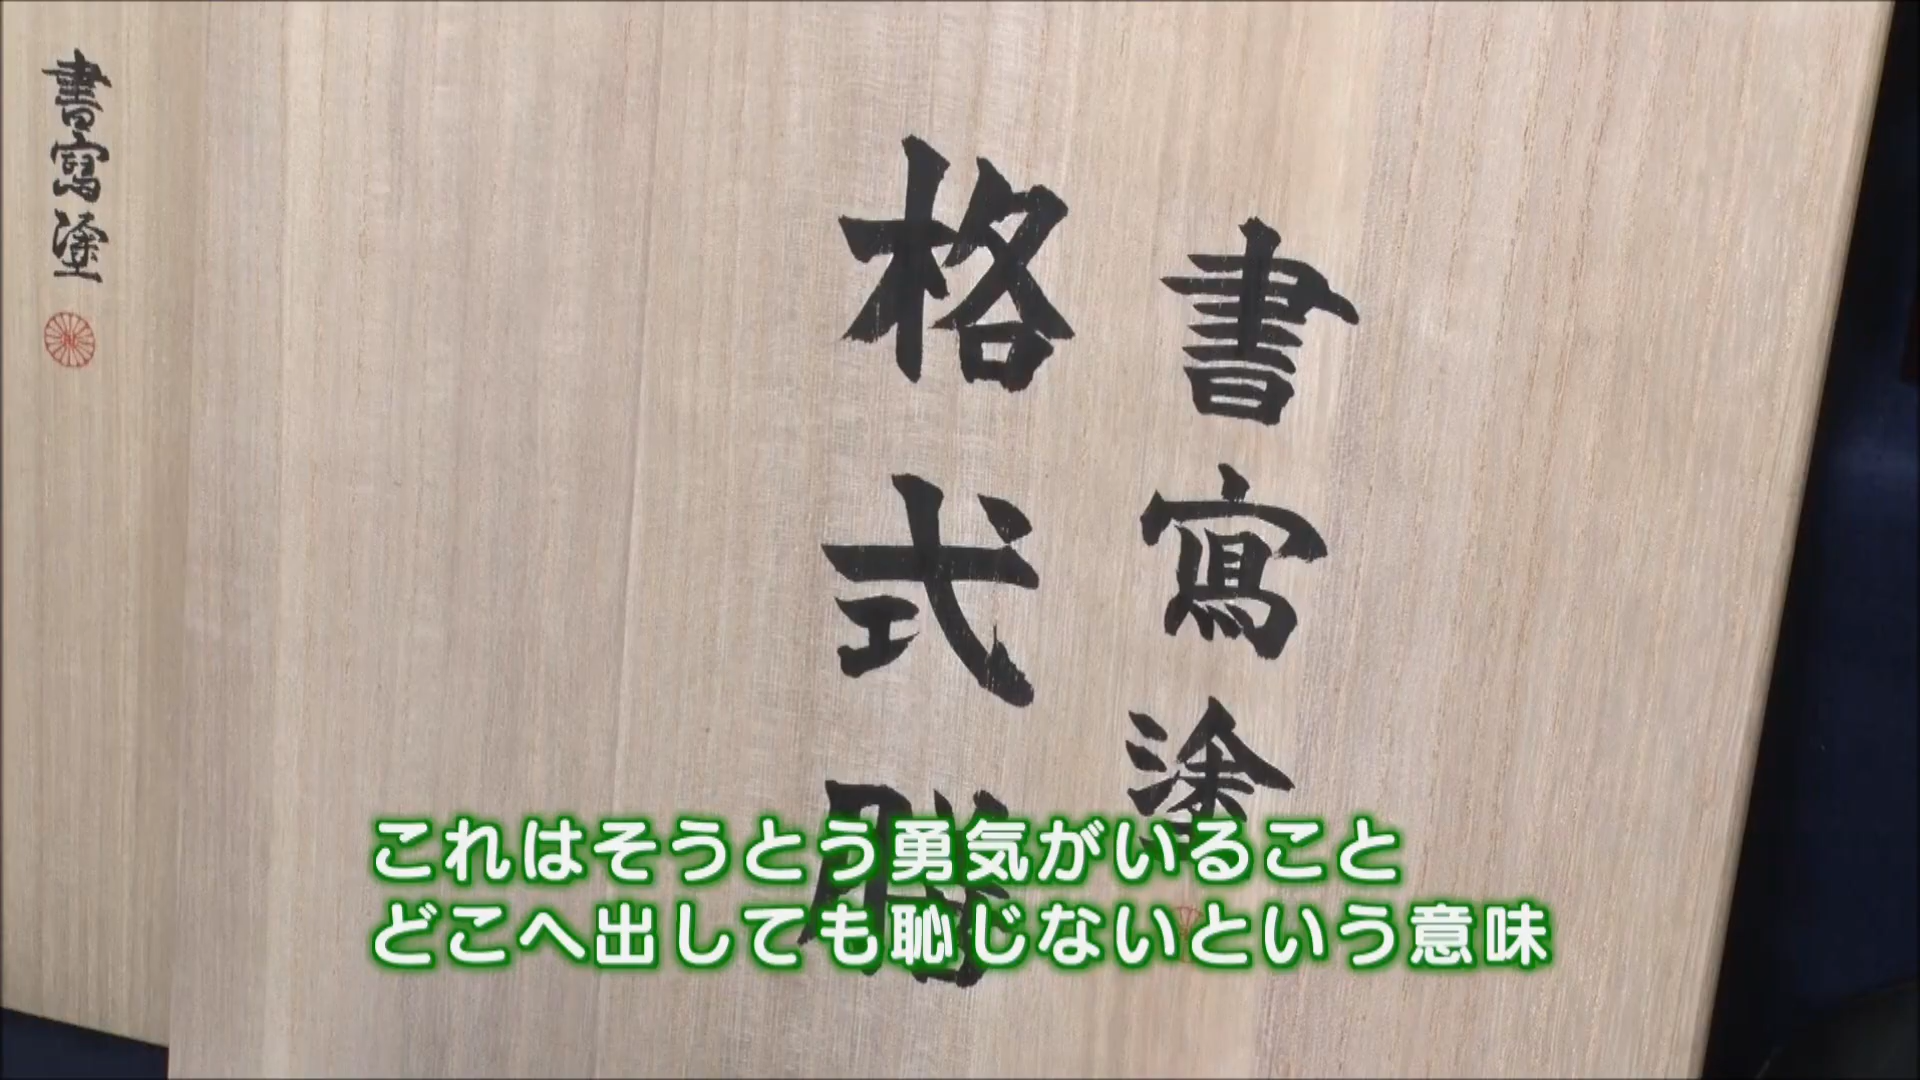 書寫塗
書寫塗
格式膳
これはそうとう勇気がいること
どこへ出しても恥じないという意味